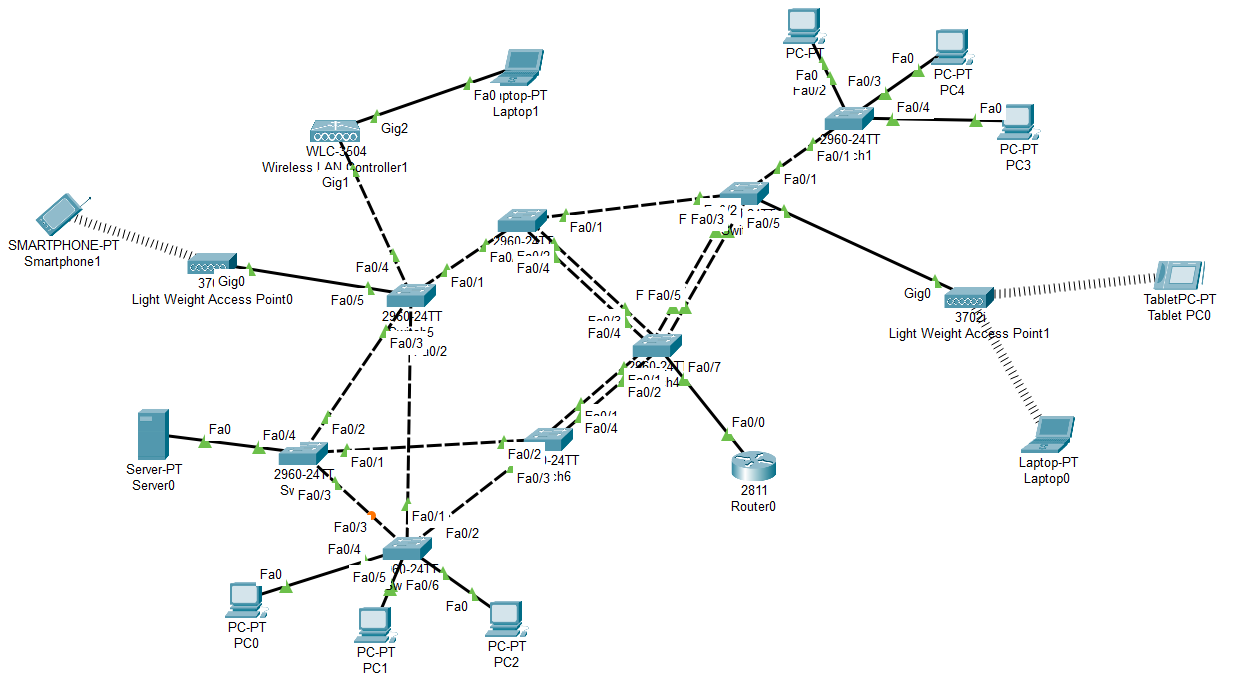 PC-PT
Fa0
Fa0/2
Fa0/3
Fa0
PC-PT
PC4
Fa0/4
Fa0
PC-PT
PC3
2960-24TT
Fa0/1
Fa0/1
Fa0
Laptop1
Gig2
WLC-3504
Wireless LAN Controller1
Gig1
SMARTPHONE-PT
Smartphone1
Gig0
Light Weight Access Point0
Fa0/4
Fa0/5
Fa0/1
2960-24TT
Fa0/3
Fa0/1
2960-24TT
Fa0/4
Fa0/3
Fa0/5
Gig0
3702i
Light Weight Access Point1
TabletPC-PT
Tablet PC0
Laptop-PT
Laptop0
Fa0/5
Fa0/4
Fa0/7
Fa0/2
Fa0/0
2811
Router0
Fa0/1
Fa0/4
Fa0/2
Fa0/3
Fa0/2
Fa0
Fa0/4
Fa0/1
Server-PT
Server0
Fa0/3
Fa0/3
Fa0/1
Fa0/2
Fa0/4
Fa0/5
Fa0/6
Fa0
PC-PT
PC0
PC-PT
PC1
Fa0
PC-PT
PC2